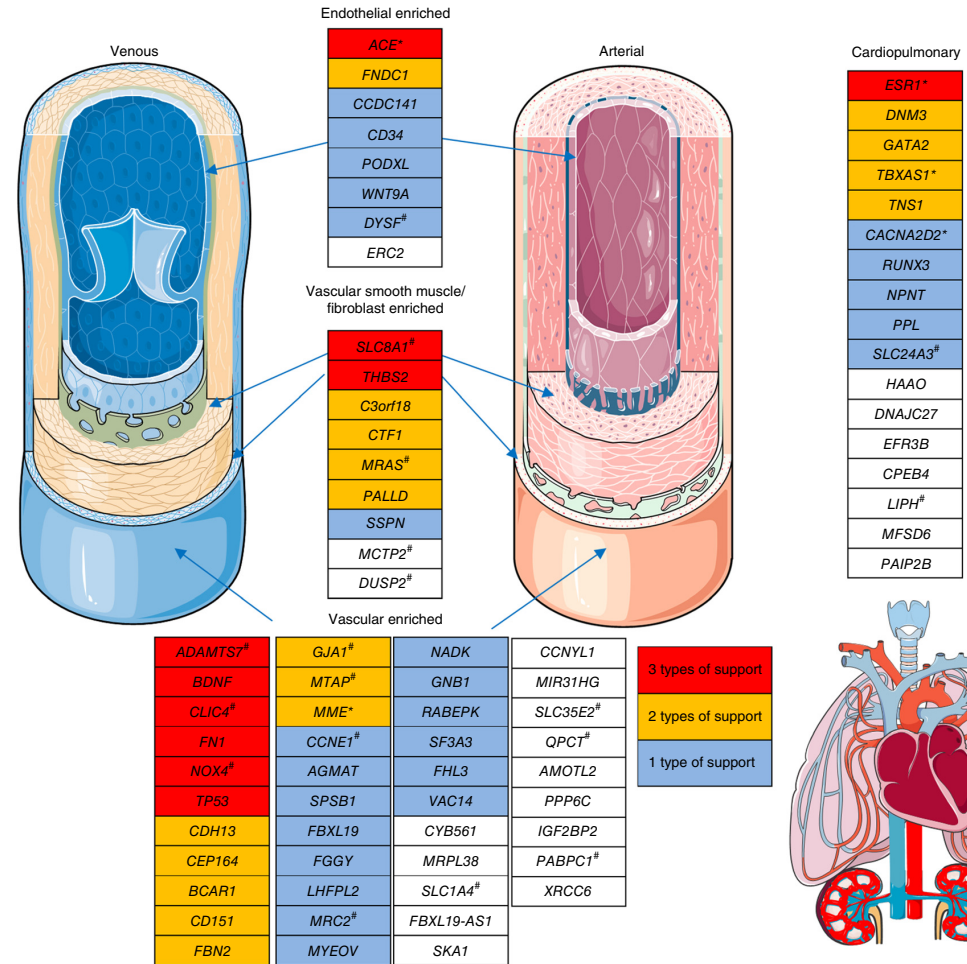 Endothelial enriched
Venous
Arterial
Cardiopulmonary
ACE*
FNDC1
CCDC141
CD34
PODXL
WNT9A
DYSF#
ERC2
Vascular smooth muscle/
fibroblast enriched
SLC8A1#
THBS2
C3orf18
CTF1
MRAS#
PALLD
SSPN
MCTP2#
DUSP2#
ESR1*
DNM3
GATA2
TBXAS1*
TNS1
CACNA2D2*
RUNX3
NPNT
PPL
SLC24A3#
HAAO
DNAJC27
EFR3B
CPEB4
LIPH#
MFSD6
PAIP2B
Vascular enriched
ADAMTS7#
BDNF
CLIC4#
FN1
NOX4#
TP53
CDH13
CEP164
BCAR1
CD151
FBN2
GJA1#
MTAP#
MME*
CCNE1#
AGMAT
SPSB1
FBXL19
FGGY
LHFPL2
MRC2#
MYEOV
NADK
GNB1
RABEPK
SF3A3
FHL3
VAC14
CYB561
MRPL38
SLC1A4#
FBXL19-AS1
SKA1
CCNYL1
MIR31HG
SLC35E2#
QPCT#
AMOTL2
PPP6C
IGF2BP2
PABPC1#
XRCC6
3 types of support
2 types of support
1 type of support